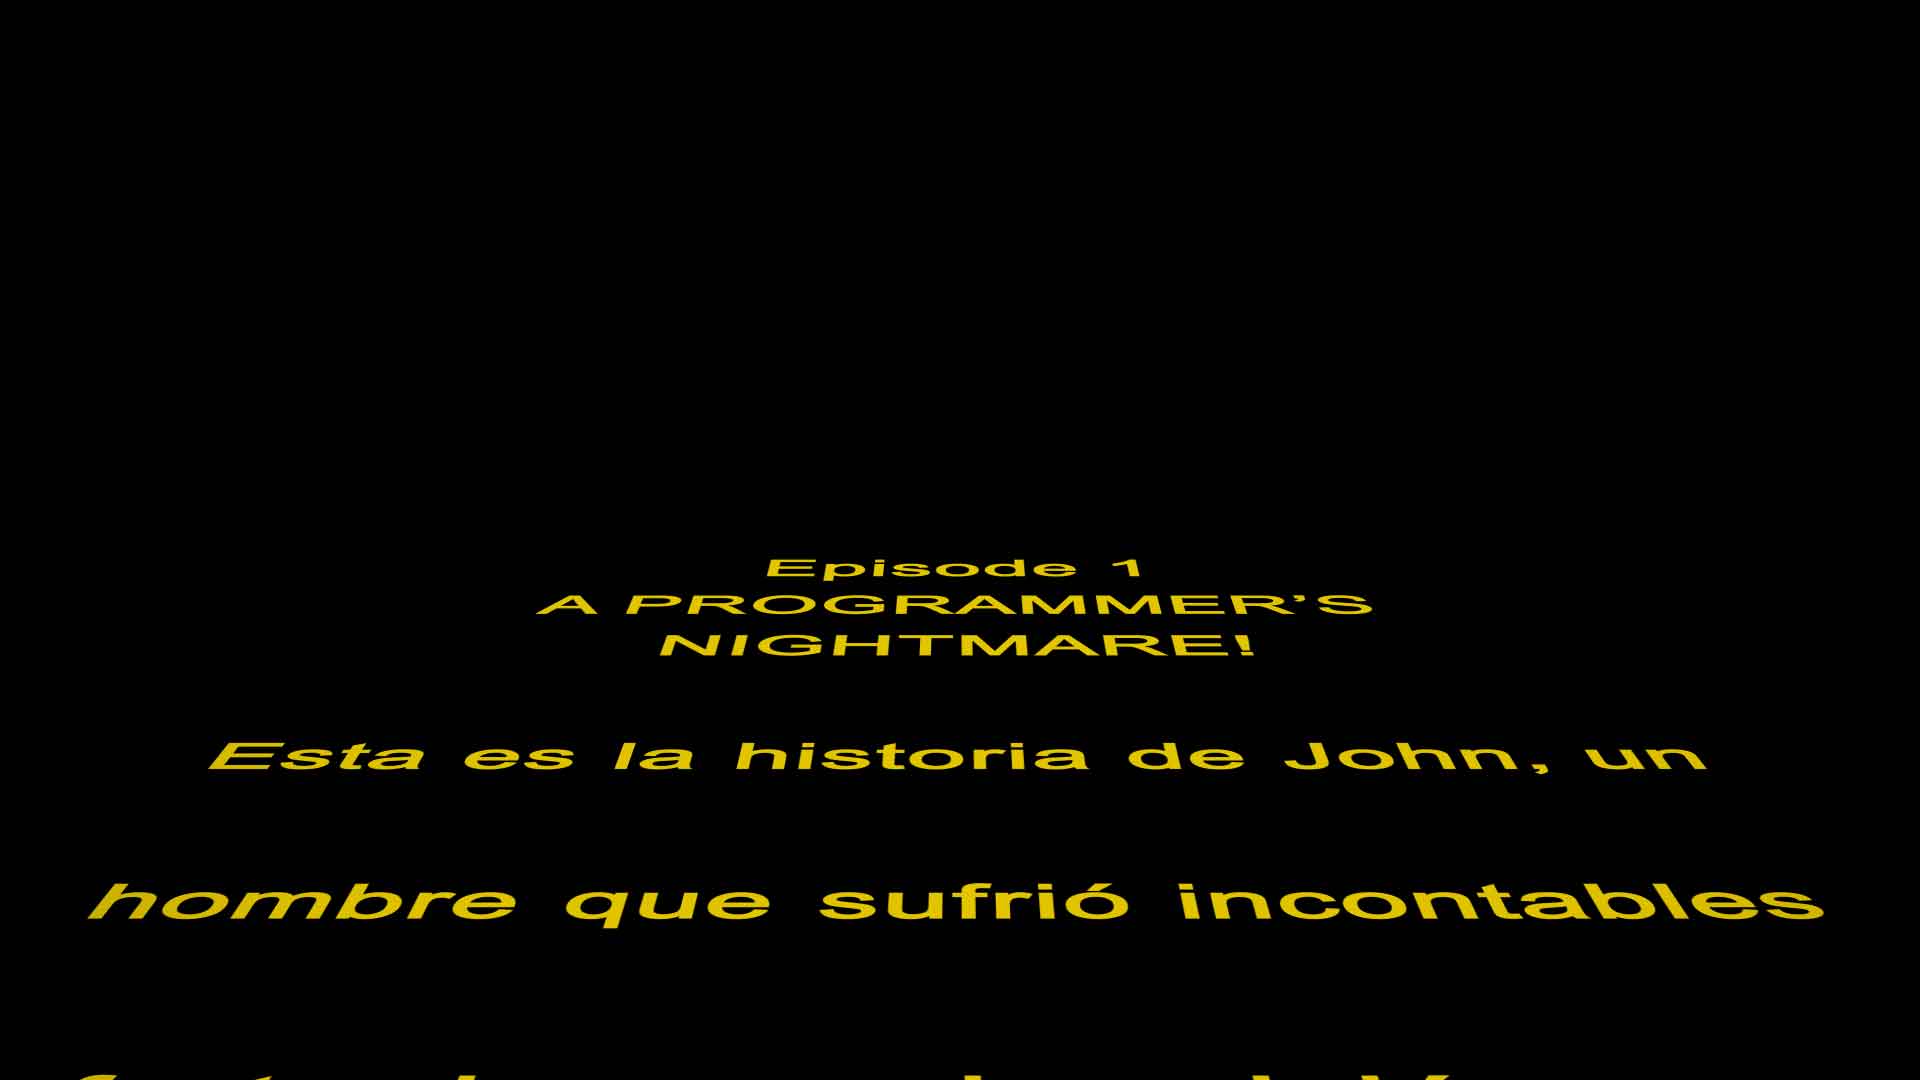 Episode 1
A PROGRAMMER’S
NIGHTMARE!
Esta es la historia de John, un
hombre que sufrió incontables